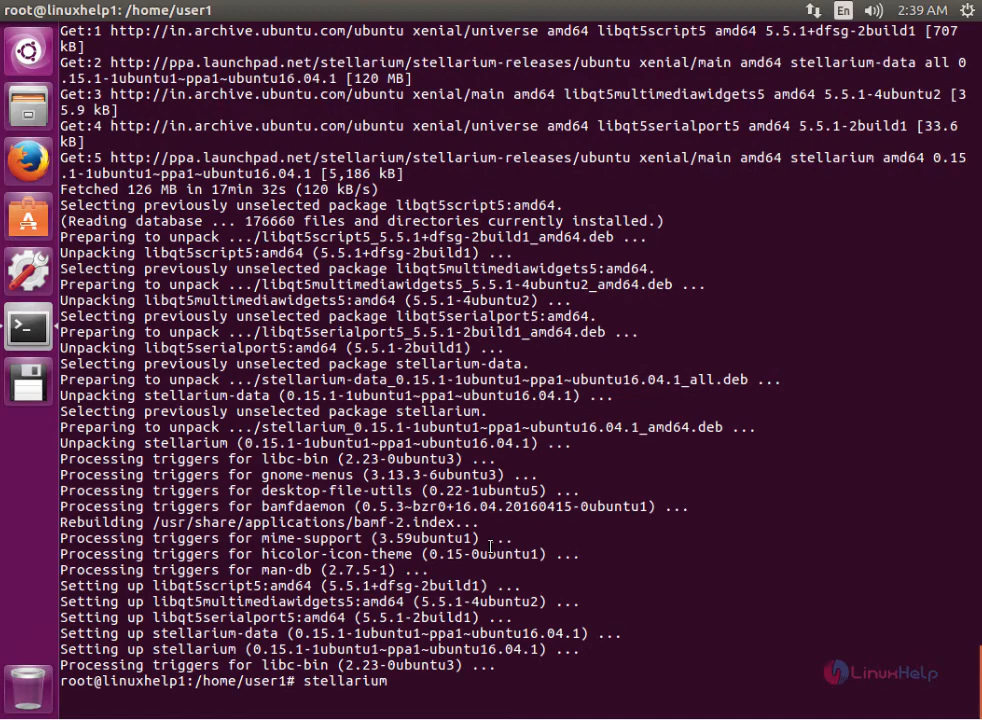 root@linuxhelp1: /home/user1
En
2:39 AM
Get:1 http://in.archive.ubuntu.com/ubuntu xenial/universe amd64 libqt5script5 amd64 5.5.1+dfsg-2build1 [707
kB]
Get:2 http://ppa.launchpad.net/stellarium/stellarium-releases/ubuntu xenial/main amd64 stellarium-data all 0
.15.1-1ubuntu1~ppa1~ubuntu16.04.1 [120 MB]
Get:3 http://in.archive.ubuntu.com/ubuntu xenial/main amd64 libqt5multimediawidgets5 amd64 5.5.1-4ubuntu2 [3
5.9 kB]
Get:4 http://in.archive.ubuntu.com/ubuntu xenial/universe amd64 libqt5serialport5 amd64 5.5.1-2build1 [33.6
kB]
Get:5 http://ppa.launchpad.net/stellarium/stellarium-releases/ubuntu xenial/main amd64 stellarium amd64 0.15
.1-1ubuntu1~ppa1~ubuntu16.04.1 [5,186 kB]
Fetched 126 MB in 17min 32s (120 kB/s)
Selecting previously unselected package libqt5script5:amd64.
(Reading database ... 176660 files and directories currently installed.)
Preparing to unpack .../libqt5script5_5.5.1+dfsg-2build1_amd64.deb ...
Unpacking libqt5script5:amd64 (5.5.1+dfsg-2build1) ...
Selecting previously unselected package libqt5multimediawidgets5:amd64.
Preparing to unpack .../libqt5multimediawidgets5_5.5.1-4ubuntu2_amd64.deb ...
Unpacking libqt5multimediawidgets5:amd64 (5.5.1-4ubuntu2) ...
Selecting previously unselected package libqt5serialport5:amd64.
Preparing to unpack .../libqt5serialport5_5.5.1-2build1_amd64.deb ...
Unpacking libqt5serialport5:amd64 (5.5.1-2build1) ...
Selecting previously unselected package stellarium-data.
Preparing to unpack .../stellarium-data_0.15.1-1ubuntu1~ppa1~ubuntu16.04.1_all.deb ...
Unpacking stellarium-data (0.15.1-1ubuntu1~ppa1~ubuntu16.04.1) ...
Selecting previously unselected package stellarium.
Preparing to unpack .../stellarium_0.15.1-1ubuntu1~ppa1~ubuntu16.04.1_amd64.deb ...
Unpacking stellarium (0.15.1-1ubuntu1~ppa1~ubuntu16.04.1) ...
Processing triggers for libc-bin (2.23-0ubuntu3) ...
Processing triggers for gnome-menus (3.13.3-6ubuntu3) ...
Processing triggers for desktop-file-utils (0.22-1ubuntu5) ...
Processing triggers for bamfdaemon (0.5.3~bzr0+16.04.20160415-0ubuntu1) ...
Rebuilding /usr/share/applications/bamf-2.index...
Processing triggers for mime-support (3.59ubuntu1) ...
Processing triggers for hicolor-icon-theme (0.15-0ubuntu1) ...
Processing triggers for man-db (2.7.5-1) ...
Setting up libqt5script5:amd64 (5.5.1+dfsg-2build1) ...
Setting up libqt5multimediawidgets5:amd64 (5.5.1-4ubuntu2) ...
Setting up libqt5serialport5:amd64 (5.5.1-2build1) ...
Setting up stellarium-data (0.15.1-1ubuntu1~ppa1~ubuntu16.04.1) ...
Setting up stellarium (0.15.1-1ubuntu1~ppa1~ubuntu16.04.1) ...
Processing triggers for libc-bin (2.23-0ubuntu3) ...
root@linuxhelp1:/home/user1# stellarium
LinuxHelp